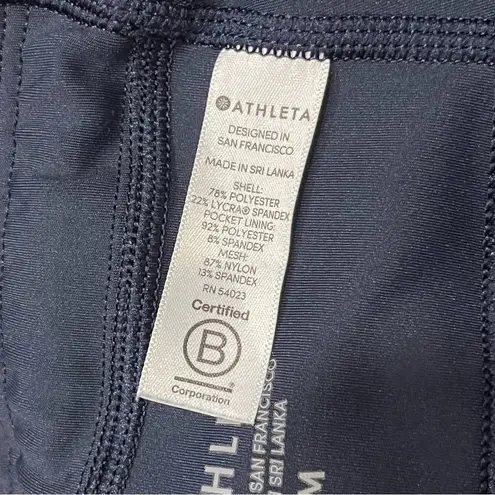 ATHLETA
DESIGNED IN
SAN FRANCISCO
MADE IN SRI LANKA
SHELL:
78% POLYESTER
22% LYCRA® SPANDEX
POCKET LINING:
92% POLYESTER
8% SPANDEX
MESH:
87% NYLON
13% SPANDEX
RN 54023
Certified
B
®
Corporation
HL
SAN FRANCISCO
SRI LANKA
M